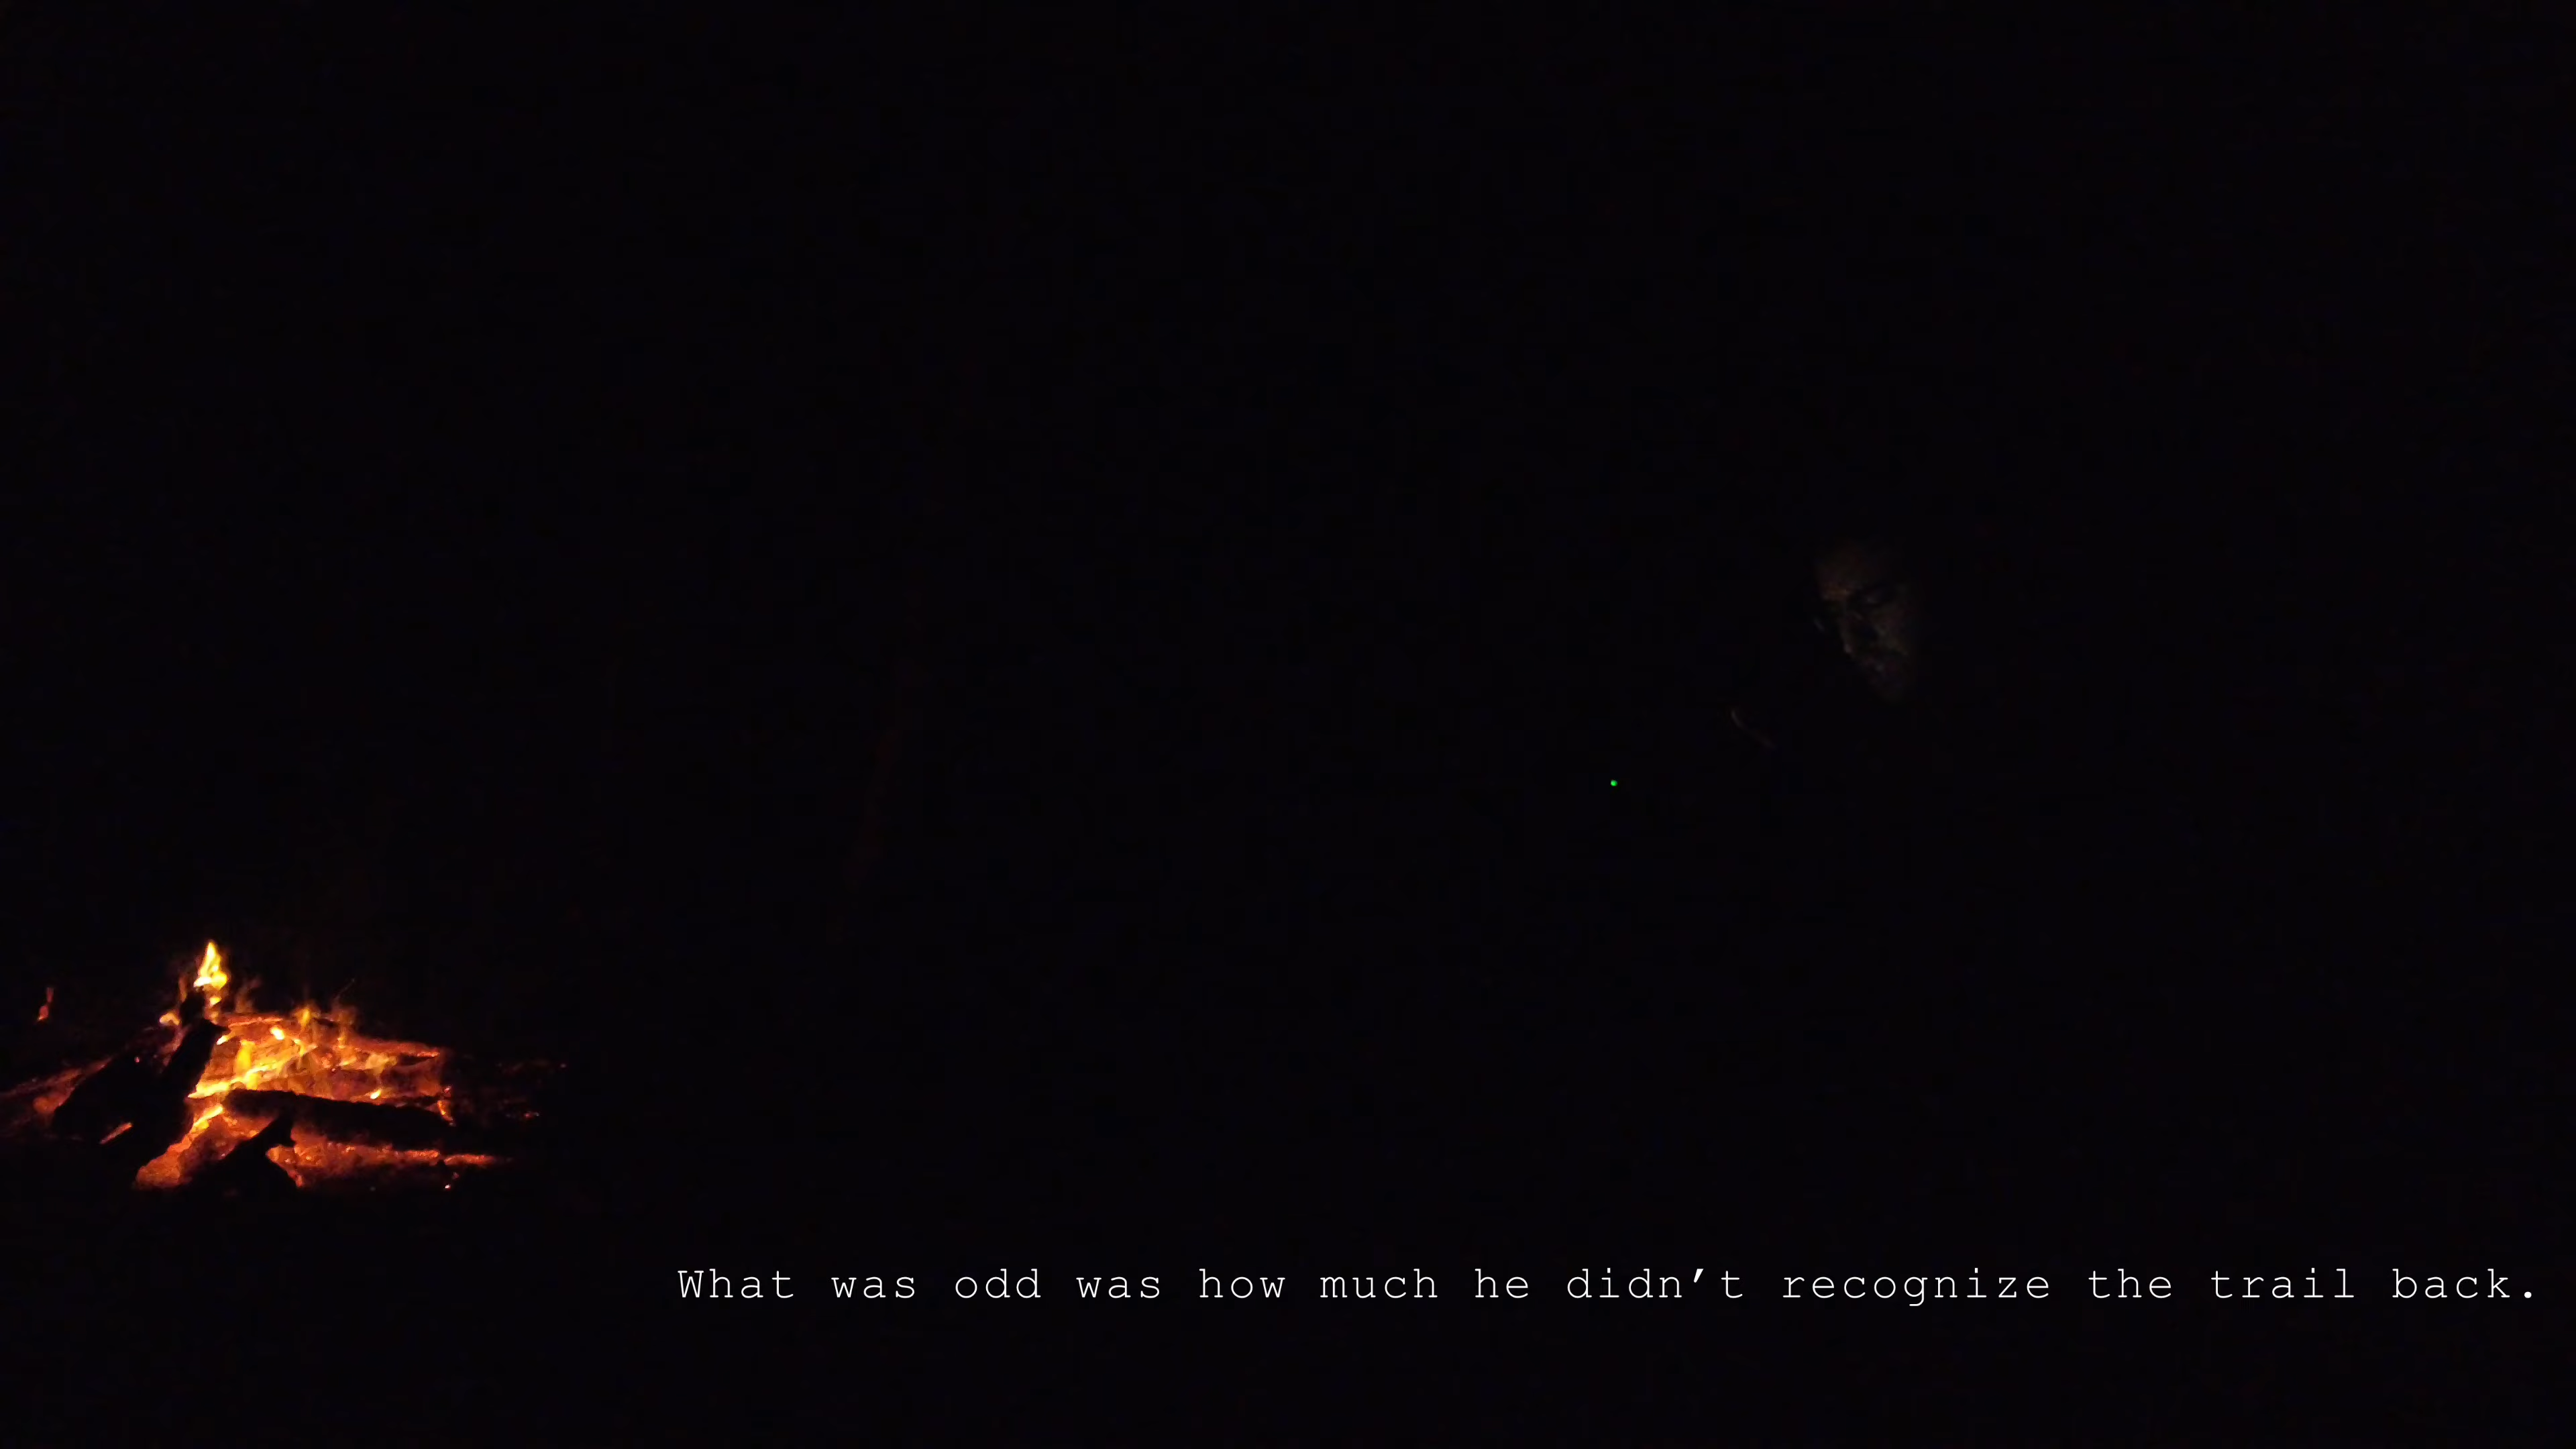 What was odd was how much he didn’t recognize the trail back.